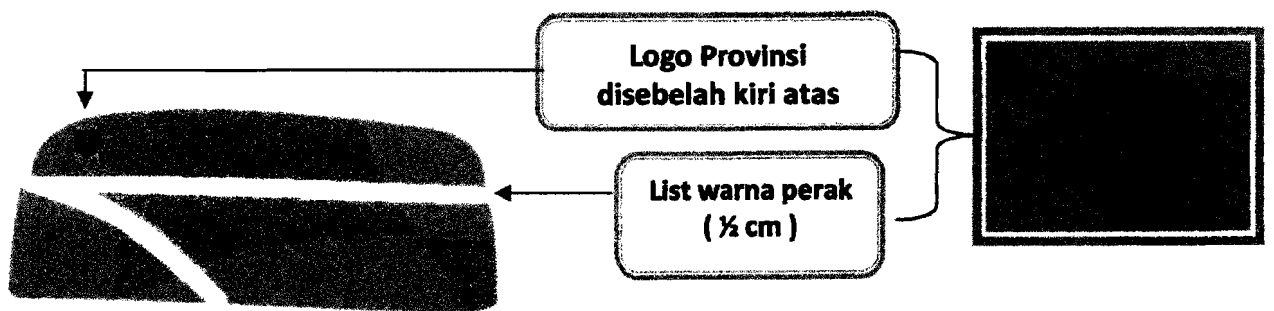 Logo Provinsi
disebelah kiri atas
List warna perak
( ½ cm )